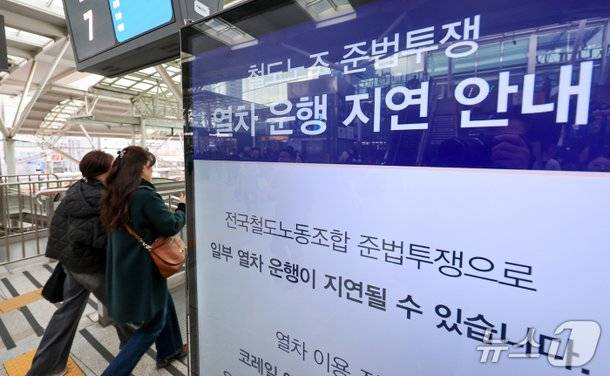 7
철도노조 준법투쟁
열차 운행 지연 안내
전국철도노동조합 준법투쟁으로
일부 열차 운행이 지연될 수 있습니다.
열차 이용
코레일
뉴스1